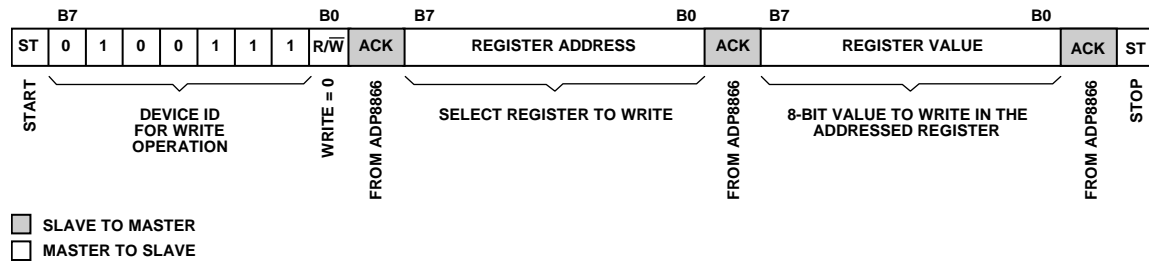 B7 B0 B7 B0 B7 B0
ST 0 1 0 0 1 1 1 R/W̅ ACK REGISTER ADDRESS ACK REGISTER VALUE ACK ST
START
DEVICE ID
FOR WRITE
OPERATION
WRITE = 0
FROM ADP8866
SELECT REGISTER TO WRITE
FROM ADP8866
8-BIT VALUE TO WRITE IN THE
ADDRESSED REGISTER
FROM ADP8866
STOP
SLAVE TO MASTER
MASTER TO SLAVE